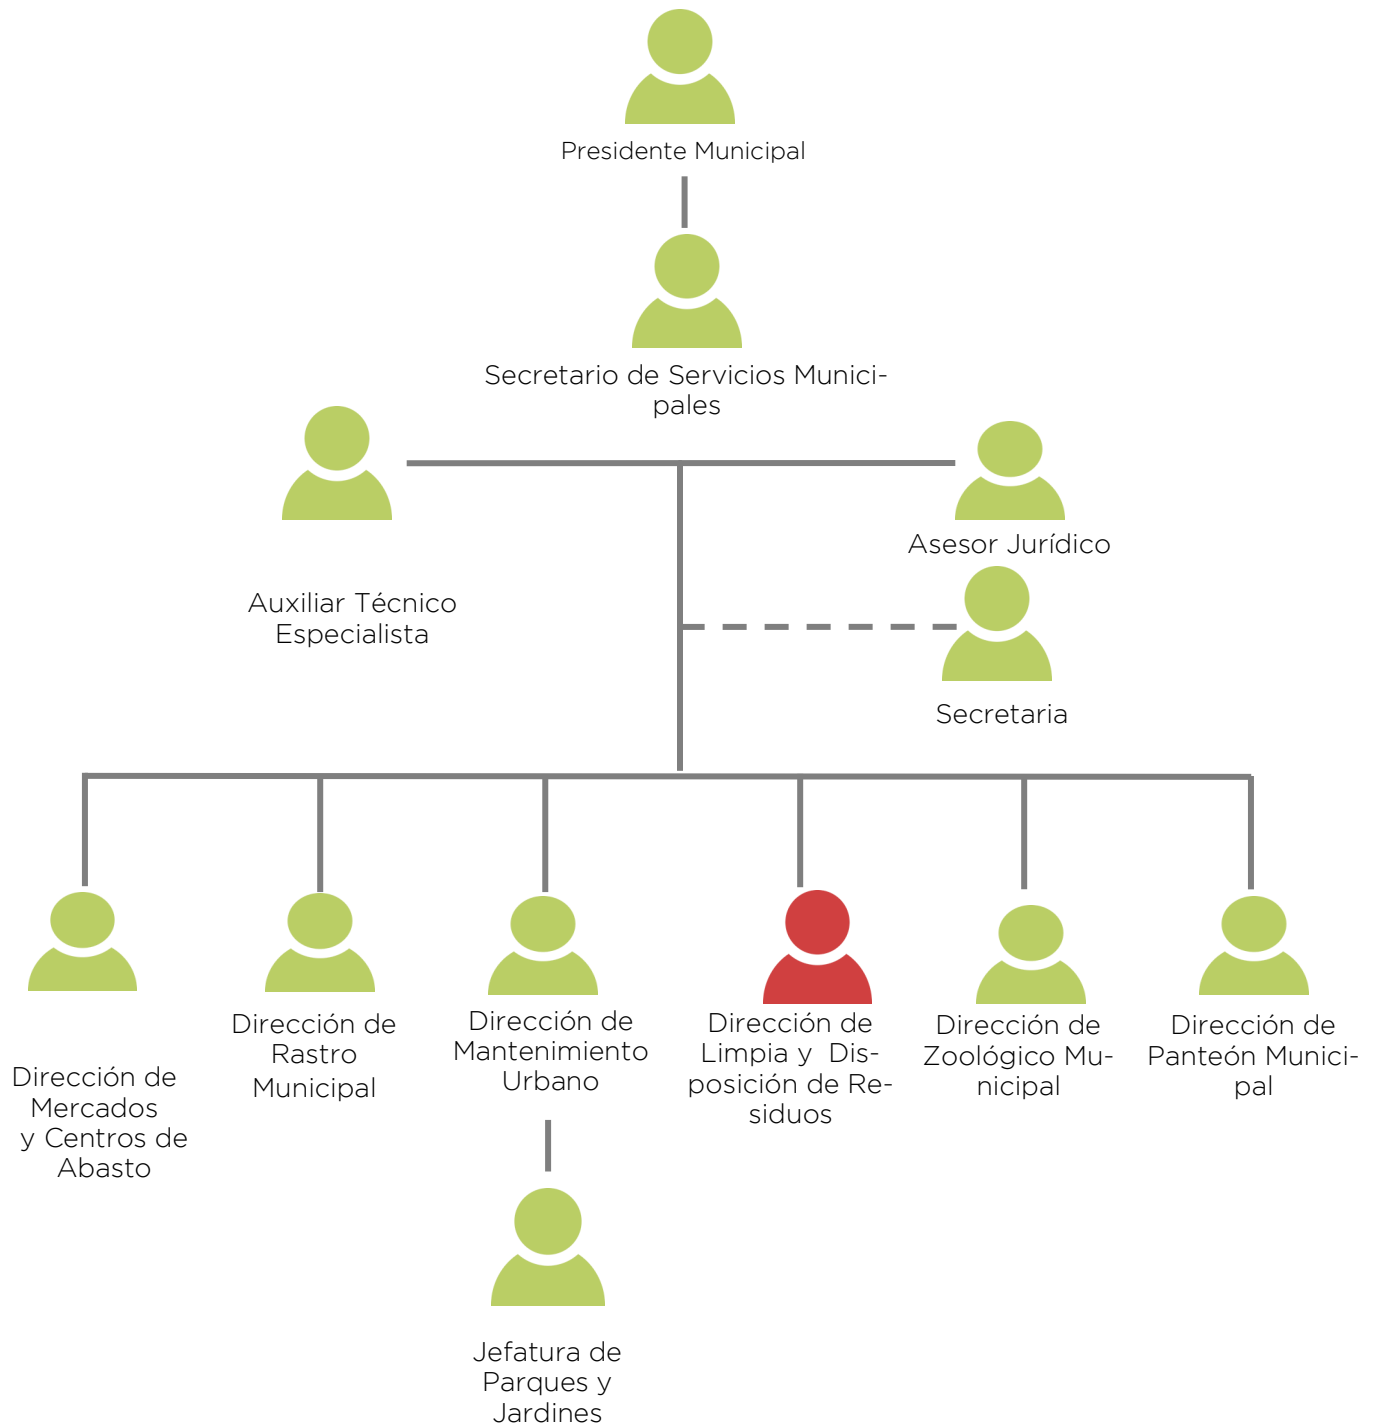 Presidente Municipal
Secretario de Servicios Munici-
pales
Asesor Jurídico
Auxiliar Técnico
Especialista
Secretaria
Dirección de
Mercados
y Centros de
Abasto
Dirección de
Rastro
Municipal
Dirección de
Mantenimiento
Urbano
Dirección de
Limpia y  Dis-
posición de Re-
siduos
Dirección de
Zoológico Mu-
nicipal
Dirección de
Panteón Munici-
pal
Jefatura de
Parques y
Jardines